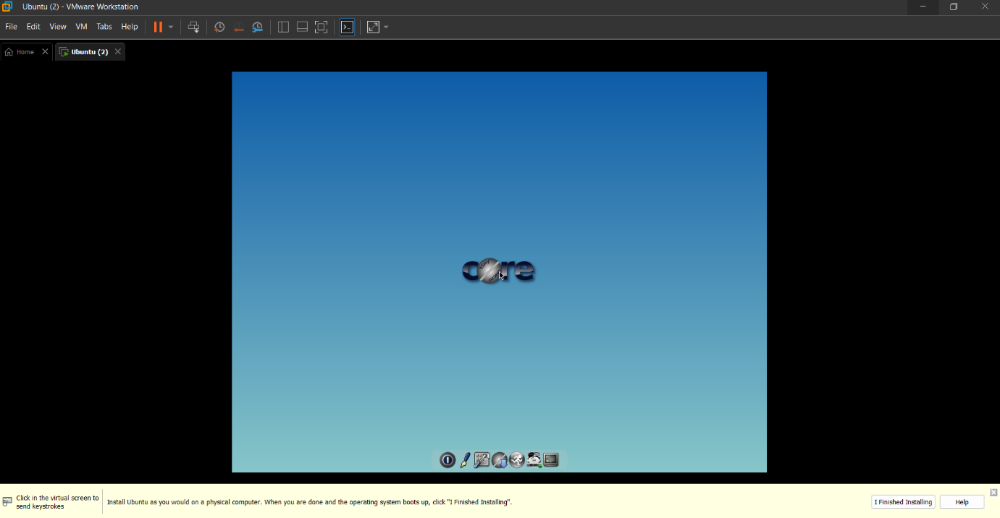 Ubuntu (2) - VMware Workstation
File Edit View VM Tabs Help
Home Ubuntu (2)
core
tiny
Click in the virtual screen to
send keystrokes
Install Ubuntu as you would on a physical computer. When you are done and the operating system boots up, click "I Finished Installing".
I Finished Installing Help